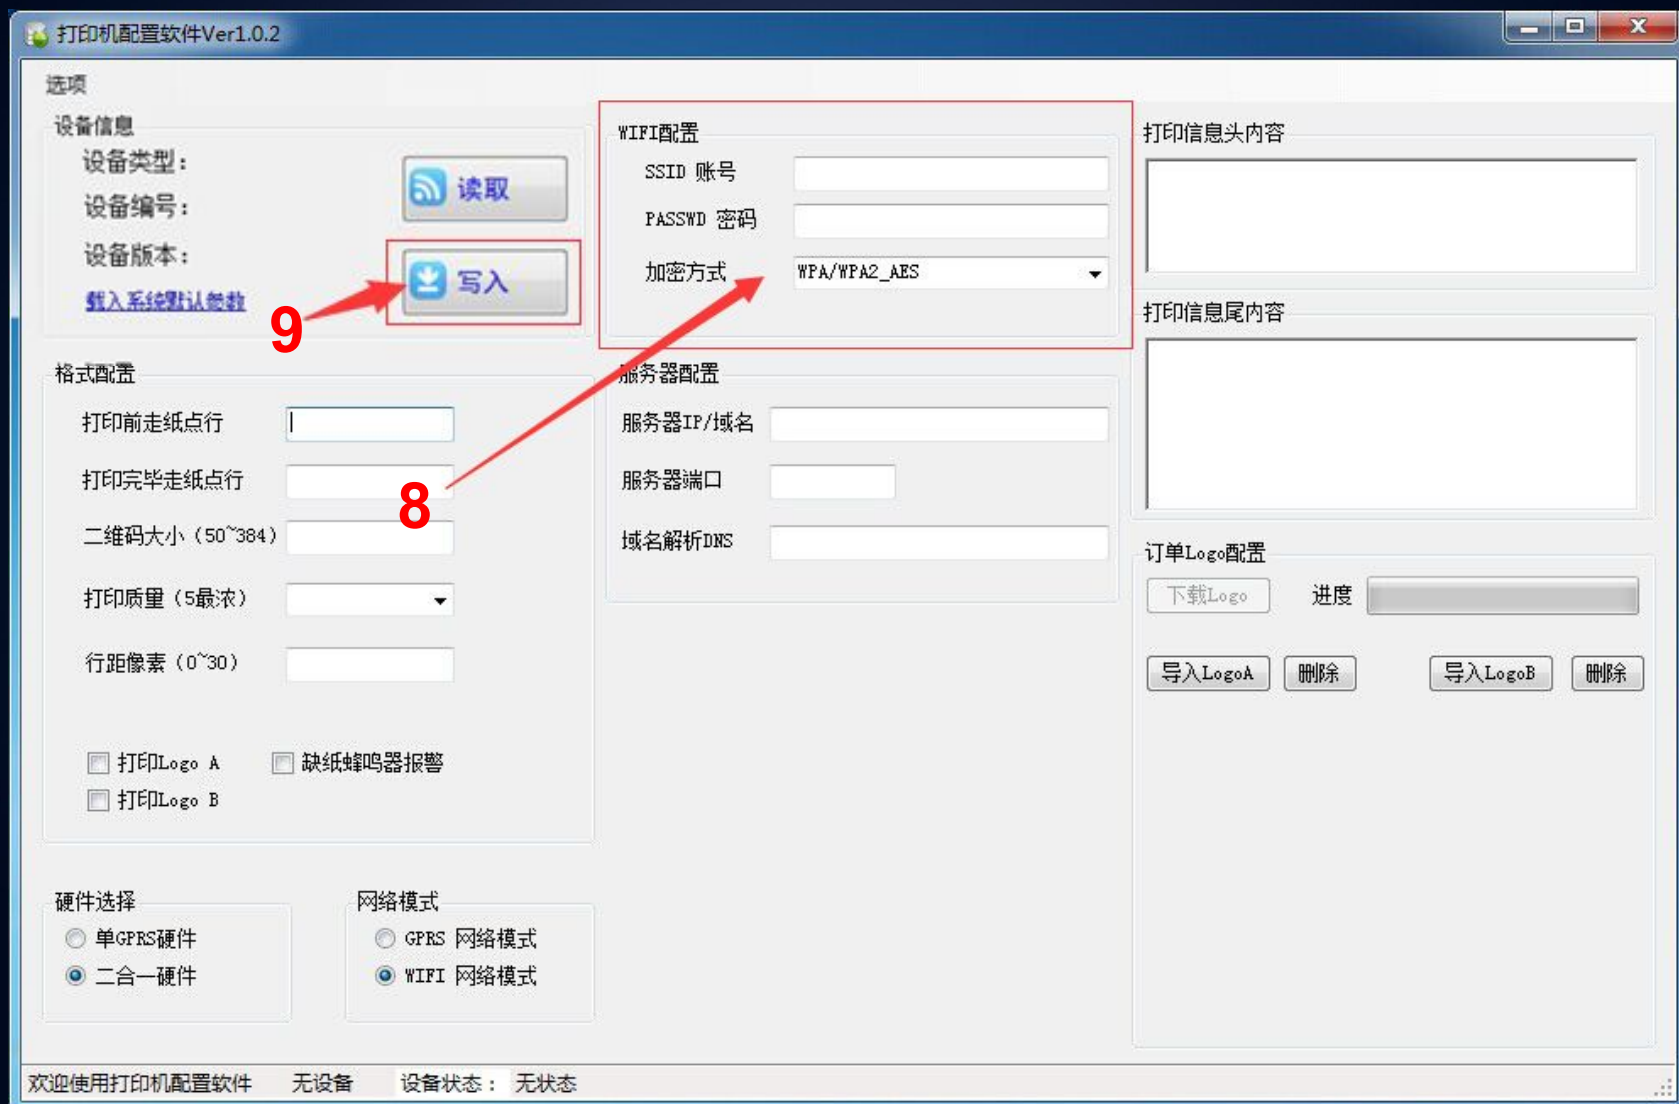 打印机配置软件Ver1.0.2
选项
设备信息
设备类型：
读取
设备编号：
设备版本：
写入
载入系统默认参数
9
WIFI配置
SSID 账号
PASSWD 密码
加密方式
WPA/WPA2_AES
打印信息头内容
打印信息尾内容
格式配置
打印前走纸点行
打印完毕走纸点行
8
二维码大小（50~384）
打印质量（5最浓）
行距像素（0~30）
打印Logo A
缺纸蜂鸣器报警
打印Logo B
服务器配置
服务器IP/域名
服务器端口
域名解析DNS
订单Logo配置
下载Logo
进度
导入LogoA
删除
导入LogoB
删除
硬件选择
单GPRS硬件
二合一硬件
网络模式
GPRS 网络模式
WIFI 网络模式
欢迎使用打印机配置软件
无设备
设备状态：
无状态